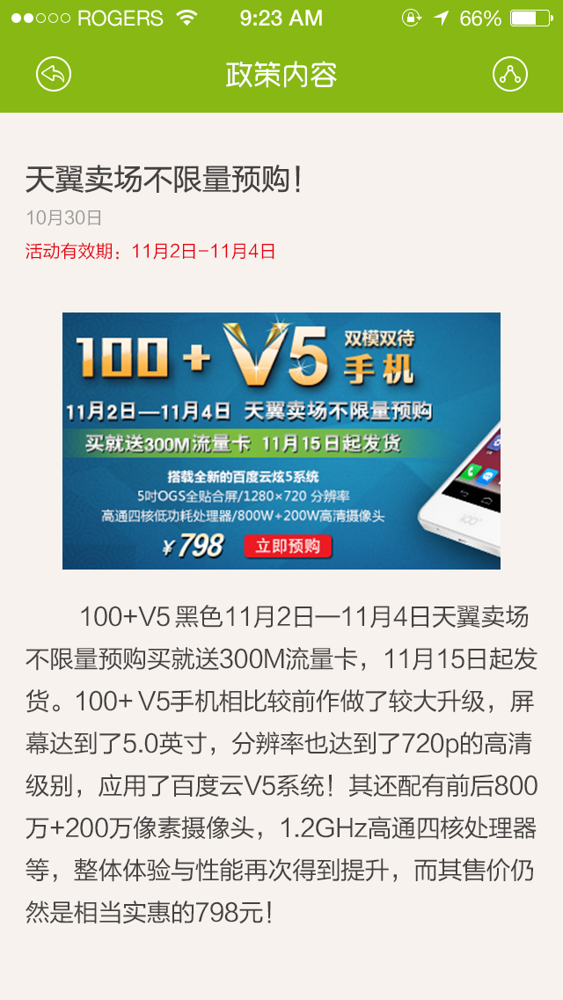 ROGERS 9:23 AM 66%
政策内容
天翼卖场不限量预购！
10月30日
活动有效期：11月2日-11月4日
100+V5 双模双待
手机
11月2日—11月4日 天翼卖场不限量预购
买就送300M流量卡 11月15日起发货
搭载全新的百度云炫5系统
5吋OGS全贴合屏/1280×720 分辨率
高通四核低功耗处理器/800W+200W高清摄像头
¥798 立即预购
100+
100+V5 黑色11月2日—11月4日天翼卖场
不限量预购买就送300M流量卡，11月15日起发
货。100+ V5手机相比较前作做了较大升级，屏
幕达到了5.0英寸，分辨率也达到了720p的高清
级别，应用了百度云V5系统！其还配有前后800
万+200万像素摄像头，1.2GHz高通四核处理器
等，整体体验与性能再次得到提升，而其售价仍
然是相当实惠的798元！